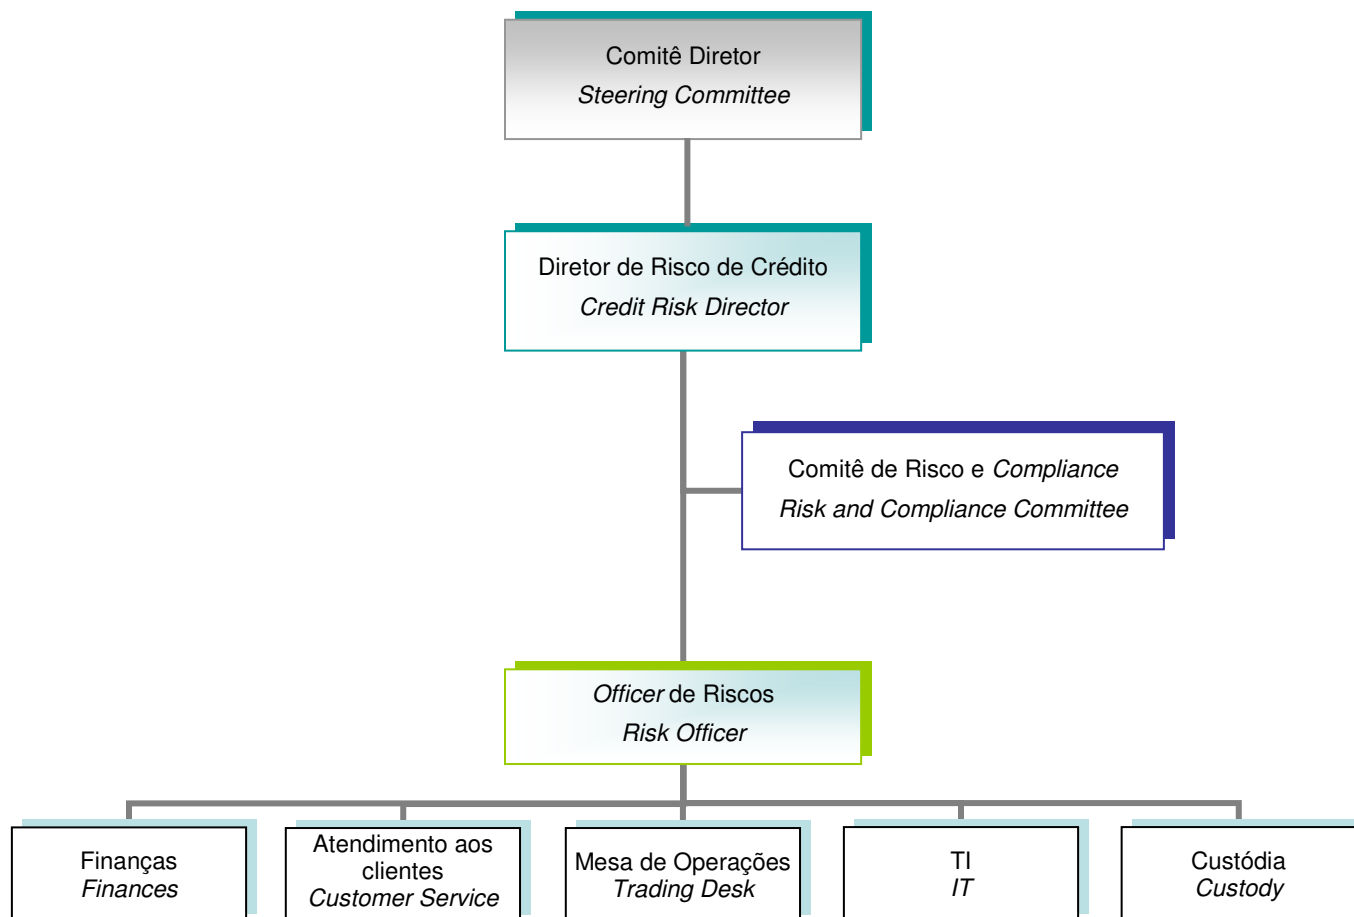 Comitê Diretor
Steering Committee
Diretor de Risco de Crédito
Credit Risk Director
Comitê de Risco e Compliance
Risk and Compliance Committee
Officer de Riscos
Risk Officer
Finanças
Finances
Atendimento aos
clientes
Customer Service
Mesa de Operações
Trading Desk
TI
IT
Custódia
Custody